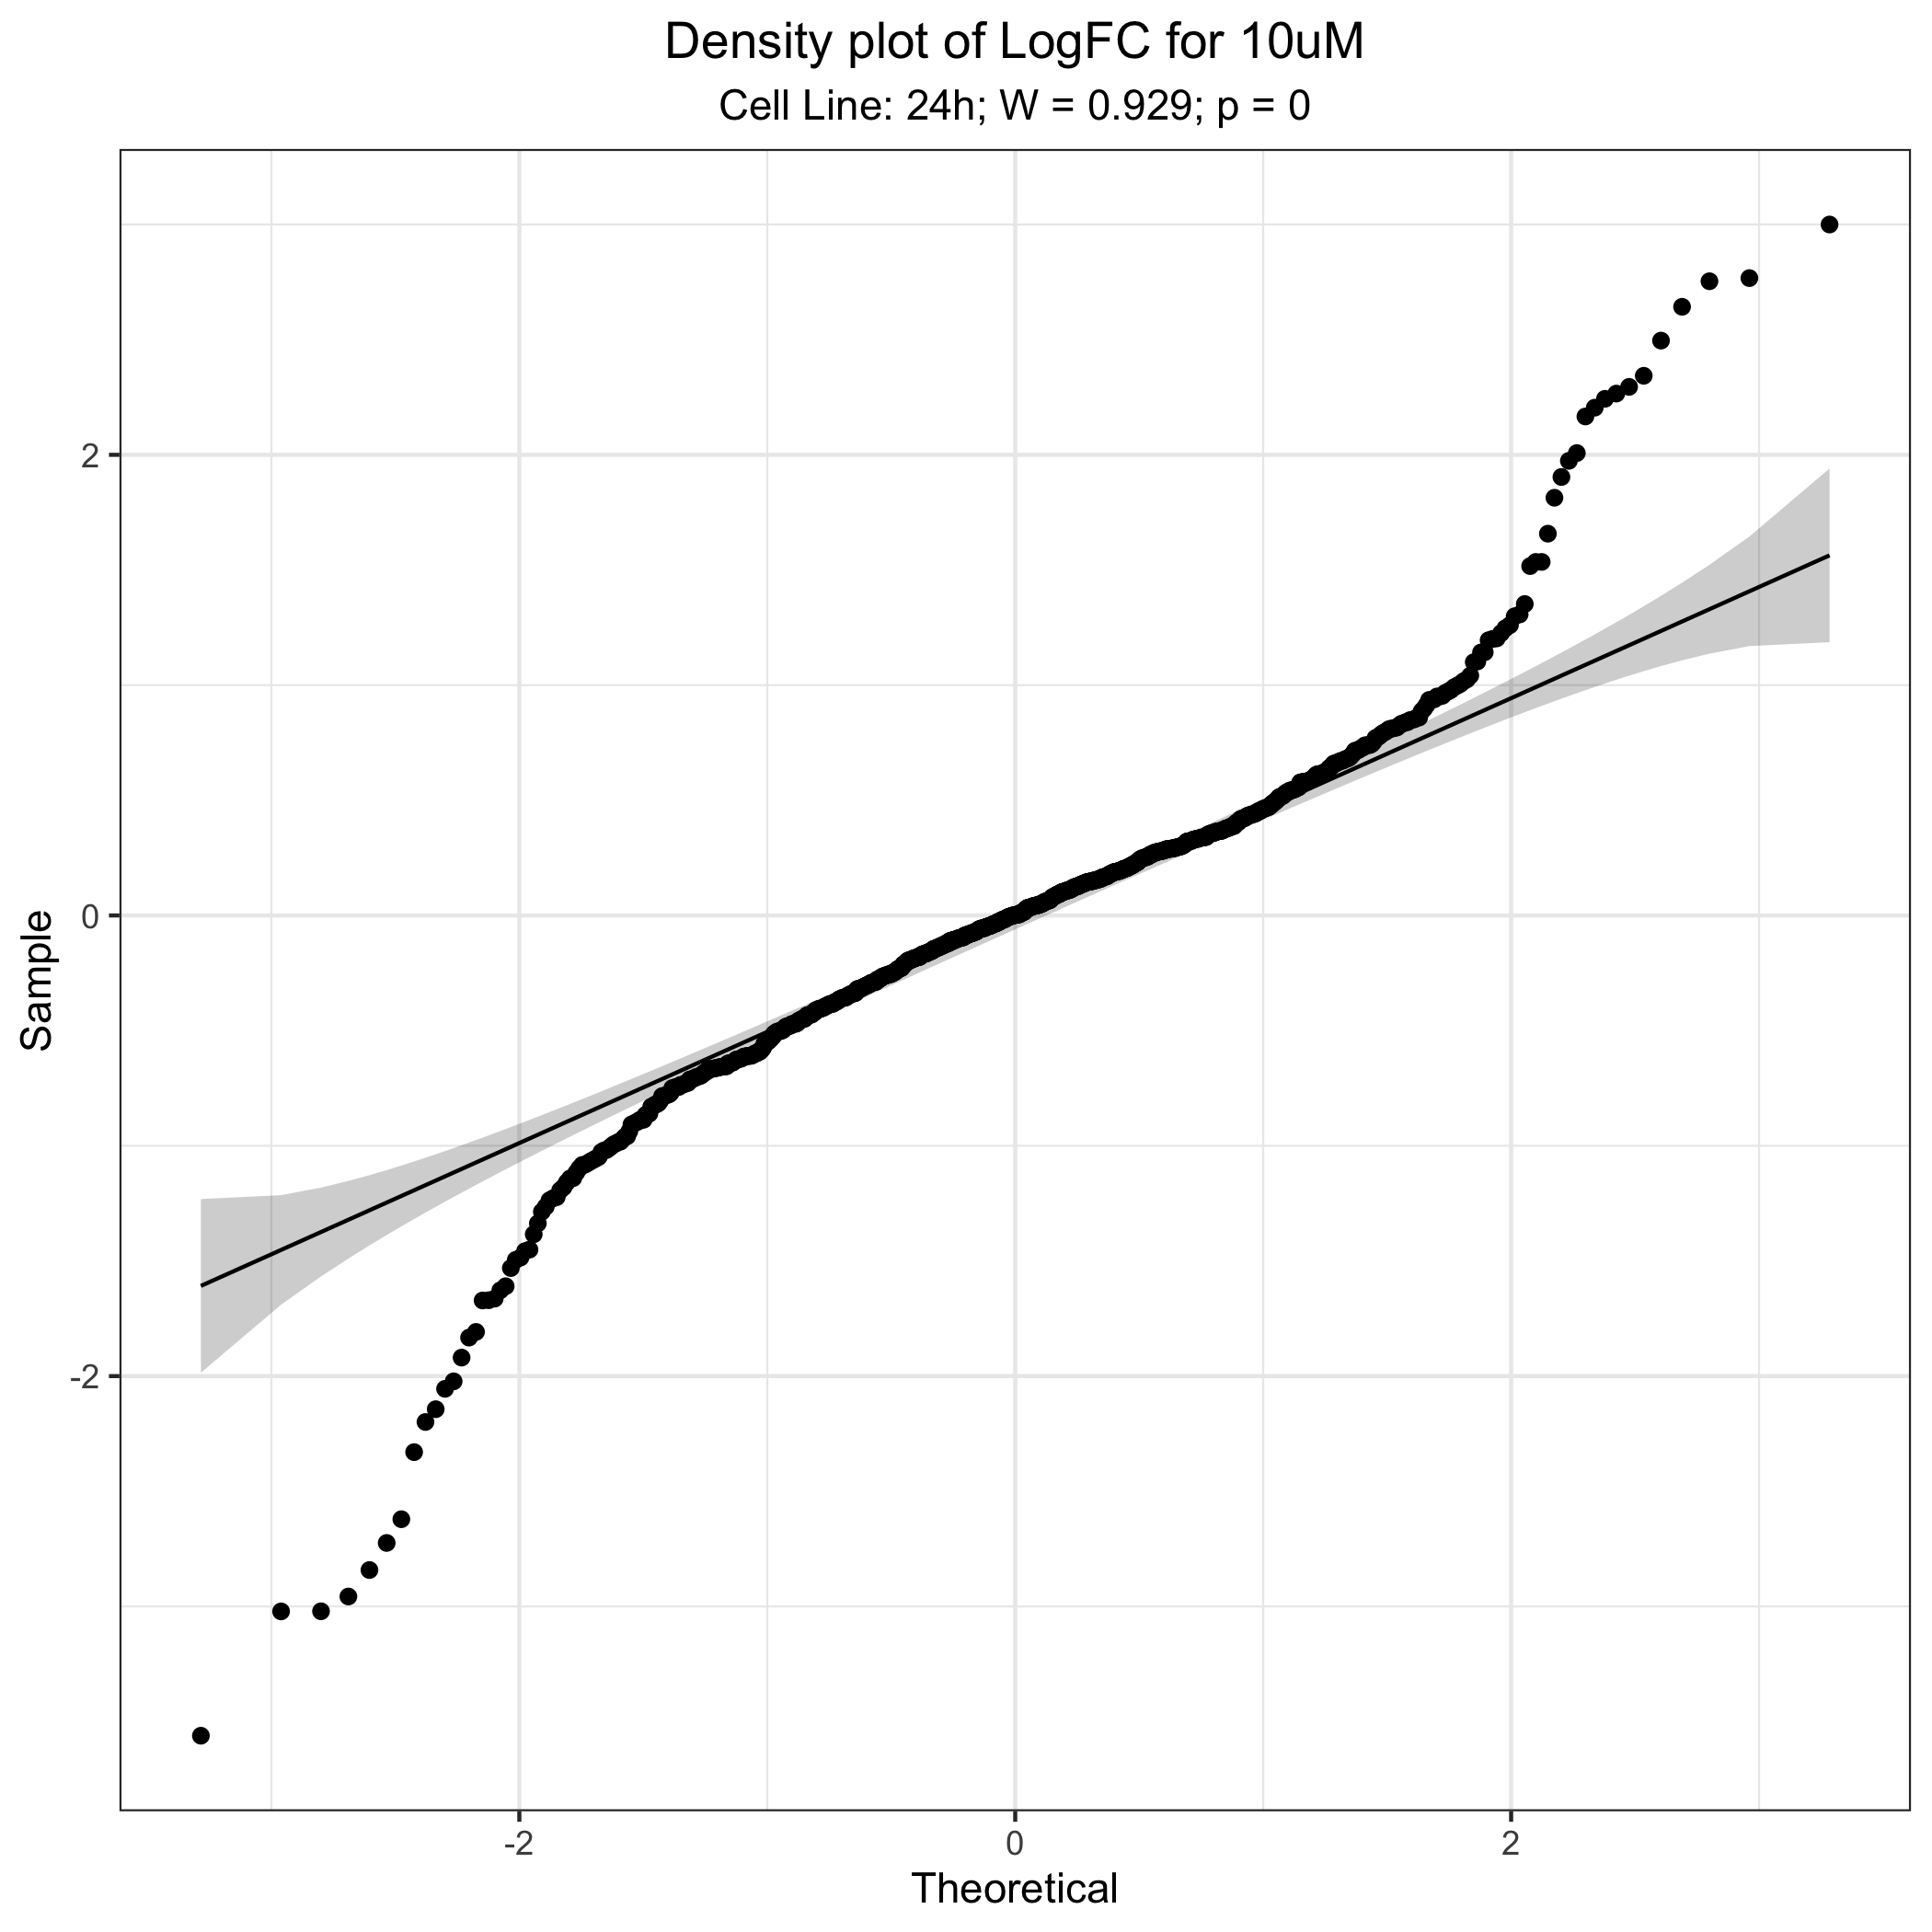 Density plot of LogFC for 10uM
Cell Line: 24h; W = 0.929; p = 0
Sample
2
0
-2
-2
0
2
Theoretical